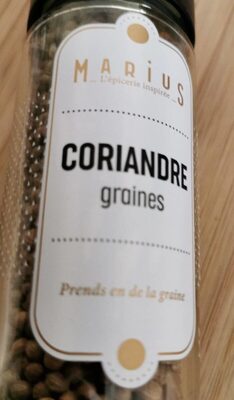 MARiUS
L'épicerie inspirée
CORIANDRE
graines
Prends en de la graine